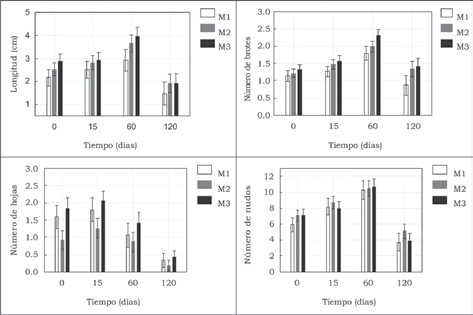 Longitud (cm)
5
4
3
2
1
0
15
60
120
Tiempo (días)
M1
M2
M3
Número de brotes
3.0
2.5
2.0
1.5
1.0
0.5
0.0
0
15
60
120
Tiempo (días)
M1
M2
M3
Número de hojas
3.0
2.5
2.0
1.5
1.0
0.5
0.0
0
15
60
120
Tiempo (días)
M1
M2
M3
Número de nudos
12
10
8
6
4
2
0
0
15
60
120
Tiempo (días)
M1
M2
M3